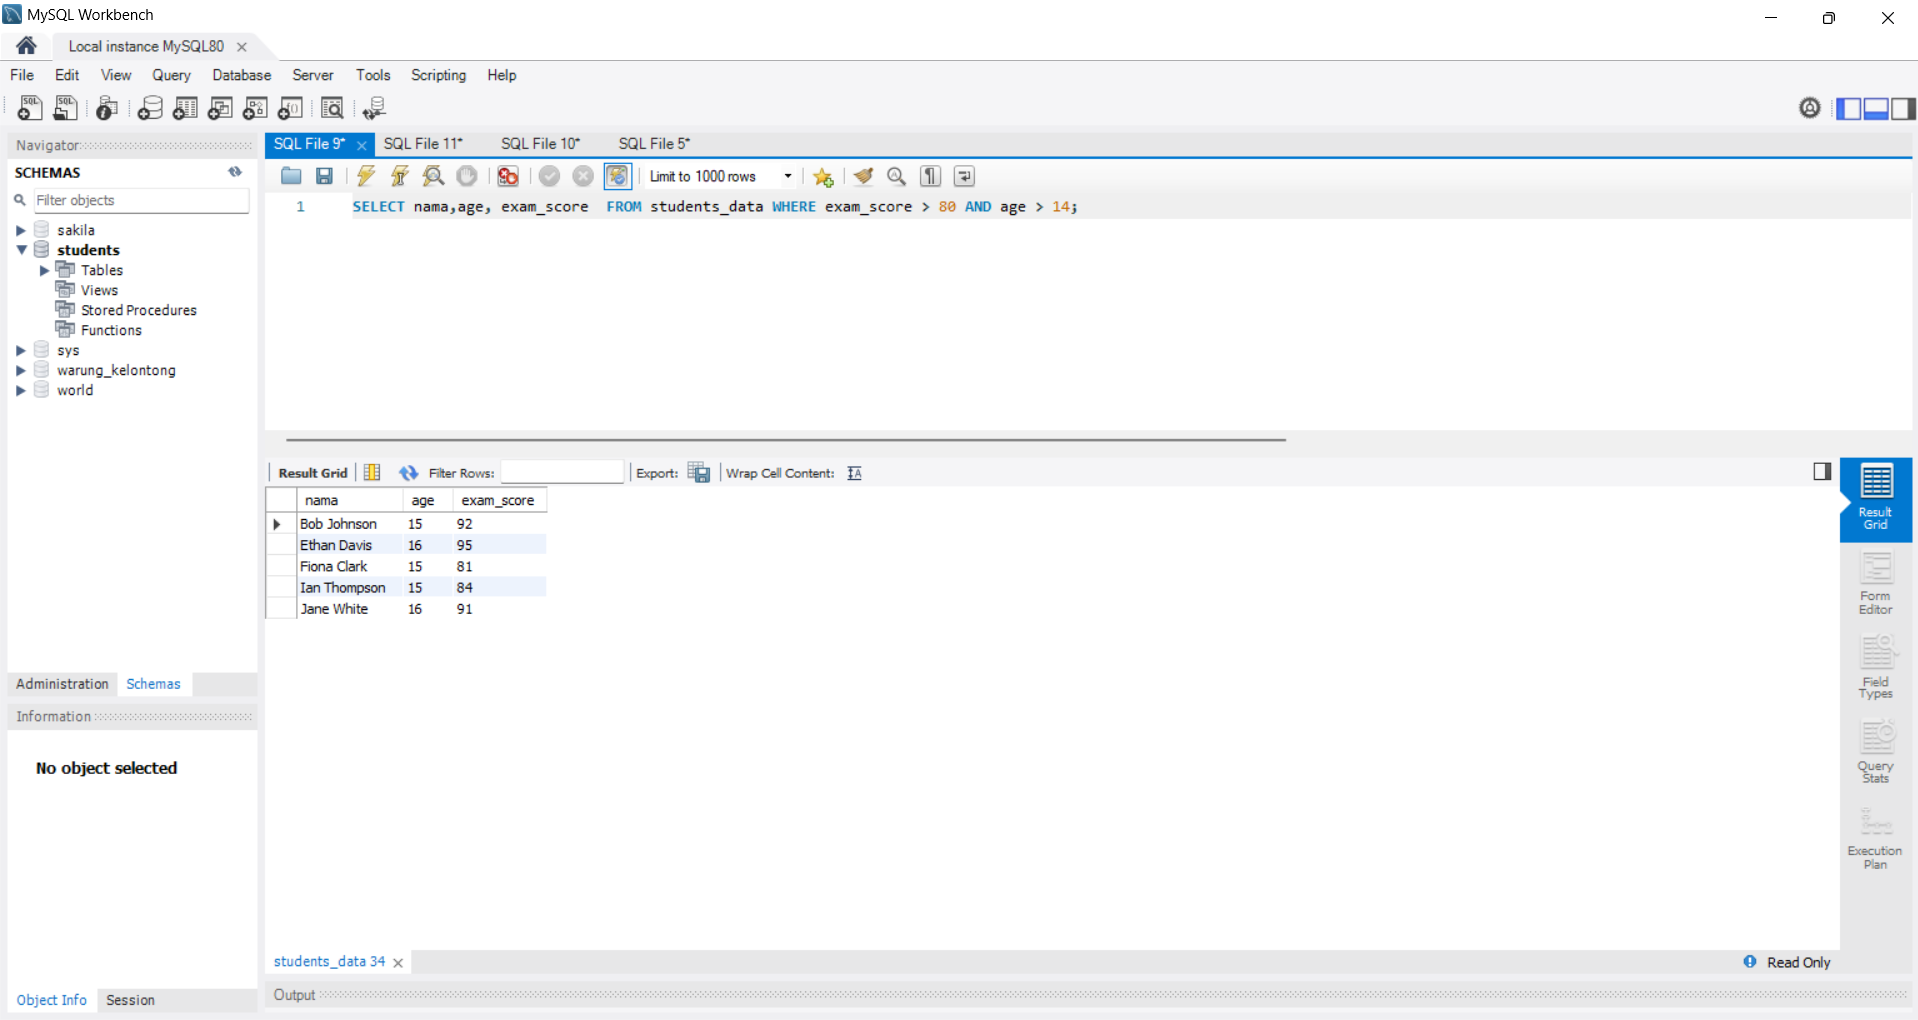 MySQL Workbench
Local instance MySQL80
File Edit View Query Database Server Tools Scripting Help
Navigator
SCHEMAS
Filter objects
sakila
students
Tables
Views
Stored Procedures
Functions
sys
warung_kelontong
world
Administration Schemas
Information
No object selected
Object Info Session
SQL File 9* SQL File 11* SQL File 10* SQL File 5*
Limit to 1000 rows
1 SELECT nama,age, exam_score  FROM students_data WHERE exam_score > 80 AND age > 14;
Result Grid Filter Rows: Export: Wrap Cell Content:
nama age exam_score
Bob Johnson 15 92
Ethan Davis 16 95
Fiona Clark 15 81
Ian Thompson 15 84
Jane White 16 91
Result
Grid
Form
Editor
Field
Types
Query
Stats
Execution
Plan
students_data 34
Read Only
Output